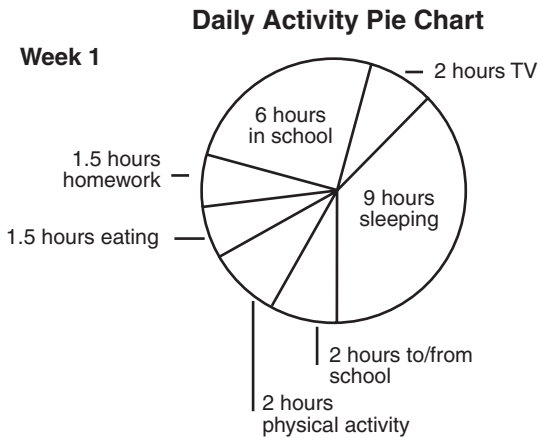 Daily Activity Pie Chart
Week 1
2 hours TV
6 hours
in school
1.5 hours
homework
9 hours
sleeping
1.5 hours eating
2 hours to/from
school
2 hours
physical activity